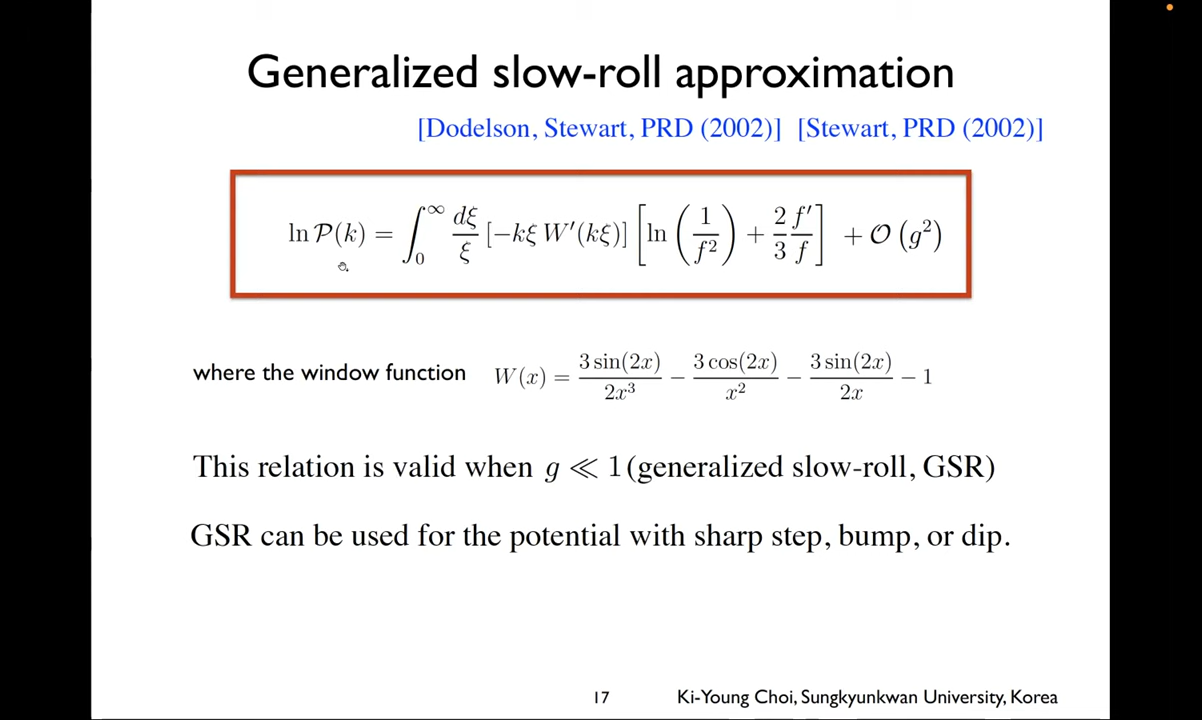 Generalized slow-roll approximation
[Dodelson, Stewart, PRD (2002)] [Stewart, PRD (2002)]
ln 𝒫(k) = ∫₀^∞ dξ/ξ [−kξ W′(kξ)] [ln (1/f²) + 2/3 f′/f] + 𝒪 (g²)
where the window function W(x) = 3 sin(2x)/2x³ − 3 cos(2x)/x² − 3 sin(2x)/2x − 1
This relation is valid when g ≪ 1 (generalized slow-roll, GSR)
GSR can be used for the potential with sharp step, bump, or dip.
17 Ki-Young Choi, Sungkyunkwan University, Korea